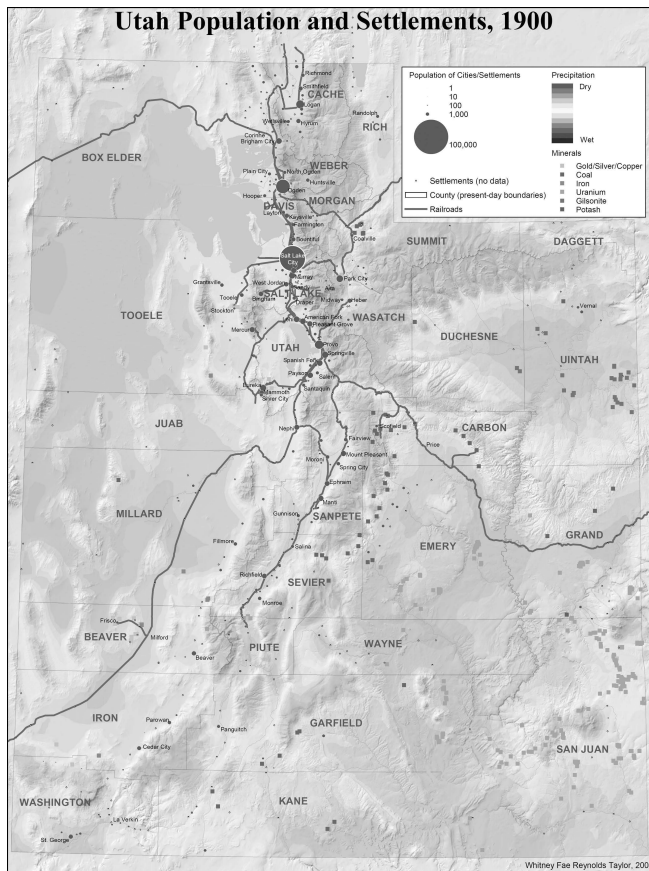 Utah Population and Settlements, 1900
Population of Cities/Settlements
1
10
100
1,000
100,000
Settlements (no data)
County (present-day boundaries)
Railroads
Precipitation
Dry
Wet
Minerals
Gold/Silver/Copper
Coal
Iron
Uranium
Gilsonite
Potash
Richmond
Smithfield
CACHE
Logan
Wellsville
Hyrum
Randolph
RICH
Corinne
Brigham City
BOX ELDER
WEBER
Plain City
North Ogden
Huntsville
Ogden
Hooper
MORGAN
DAVIS
Layton
Kaysville
Farmington
Bountiful
Coalville
SUMMIT
DAGGETT
Salt Lake
City
Murray
Park City
Grantsville
West Jordan
Sandy
Alta
SALT LAKE
Midway
Heber
Tooele
Bingham
Draper
Stockton
TOOELE
Vernal
WASATCH
American Fork
Lehi
Pleasant Grove
Mercur
DUCHESNE
UTAH
Provo
Springville
UINTAH
Spanish Fork
Payson
Salem
Eureka
Mammoth
Silver City
Santaquin
JUAB
Nephi
Scofield
CARBON
Fairview
Price
Moroni
Mount Pleasant
Spring City
Ephraim
Manti
MILLARD
Gunnison
SANPETE
GRAND
Fillmore
Salina
EMERY
Richfield
SEVIER
Monroe
Frisco
BEAVER
Milford
PIUTE
WAYNE
Beaver
IRON
Parowan
Panguitch
GARFIELD
Cedar City
SAN JUAN
WASHINGTON
KANE
La Verkin
St. George
Whitney Fae Reynolds Taylor, 200